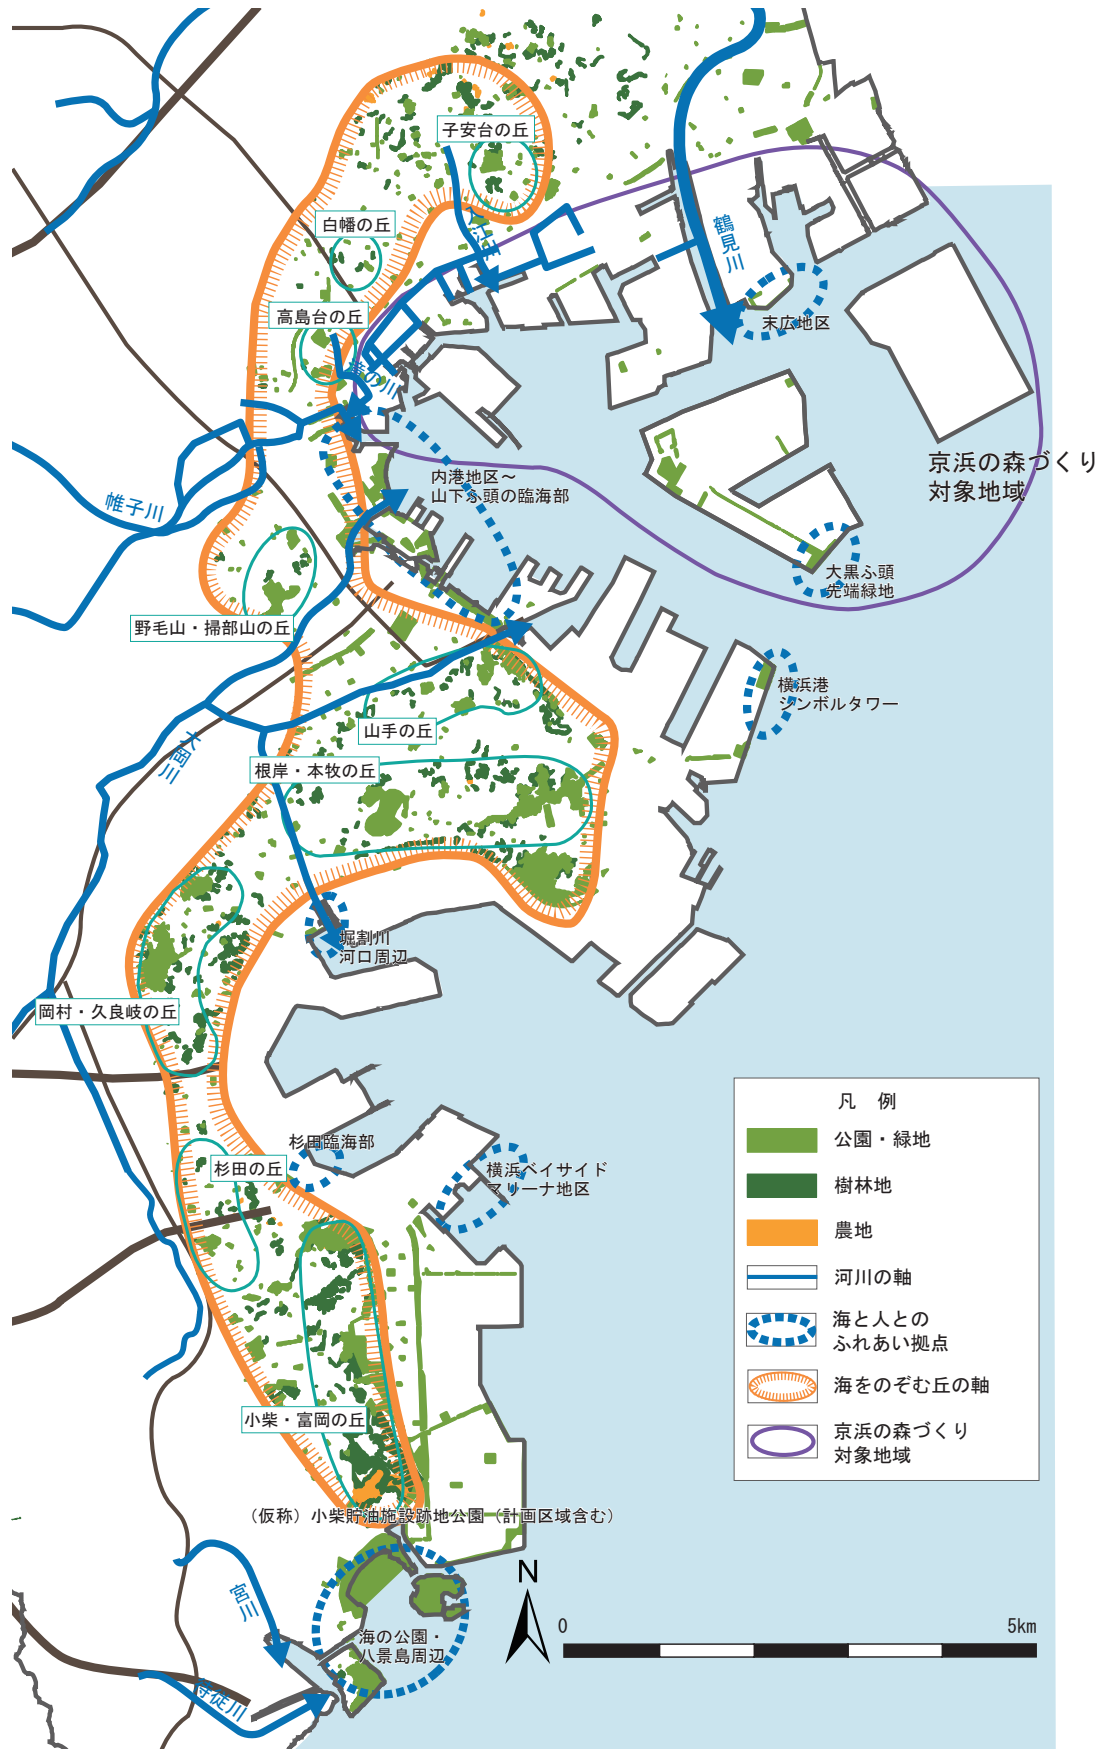 子安台の丘
白幡の丘
入江川
鶴見川
高島台の丘
末広地区
滝の川
京浜の森づくり
対象地域
内港地区～
山下ふ頭の臨海部
帷子川
大黒ふ頭
先端緑地
野毛山・掃部山の丘
横浜港
シンボルタワー
山手の丘
大岡川
根岸・本牧の丘
堀割川
河口周辺
岡村・久良岐の丘
杉田臨海部
杉田の丘
横浜ベイサイド
マリーナ地区
凡 例
公園・緑地
樹林地
農地
河川の軸
海と人との
ふれあい拠点
海をのぞむ丘の軸
京浜の森づくり
対象地域
小柴・富岡の丘
（仮称）小柴貯油施設跡地公園（計画区域含む）
宮川
海の公園・
八景島周辺
侍従川
N
0 5km